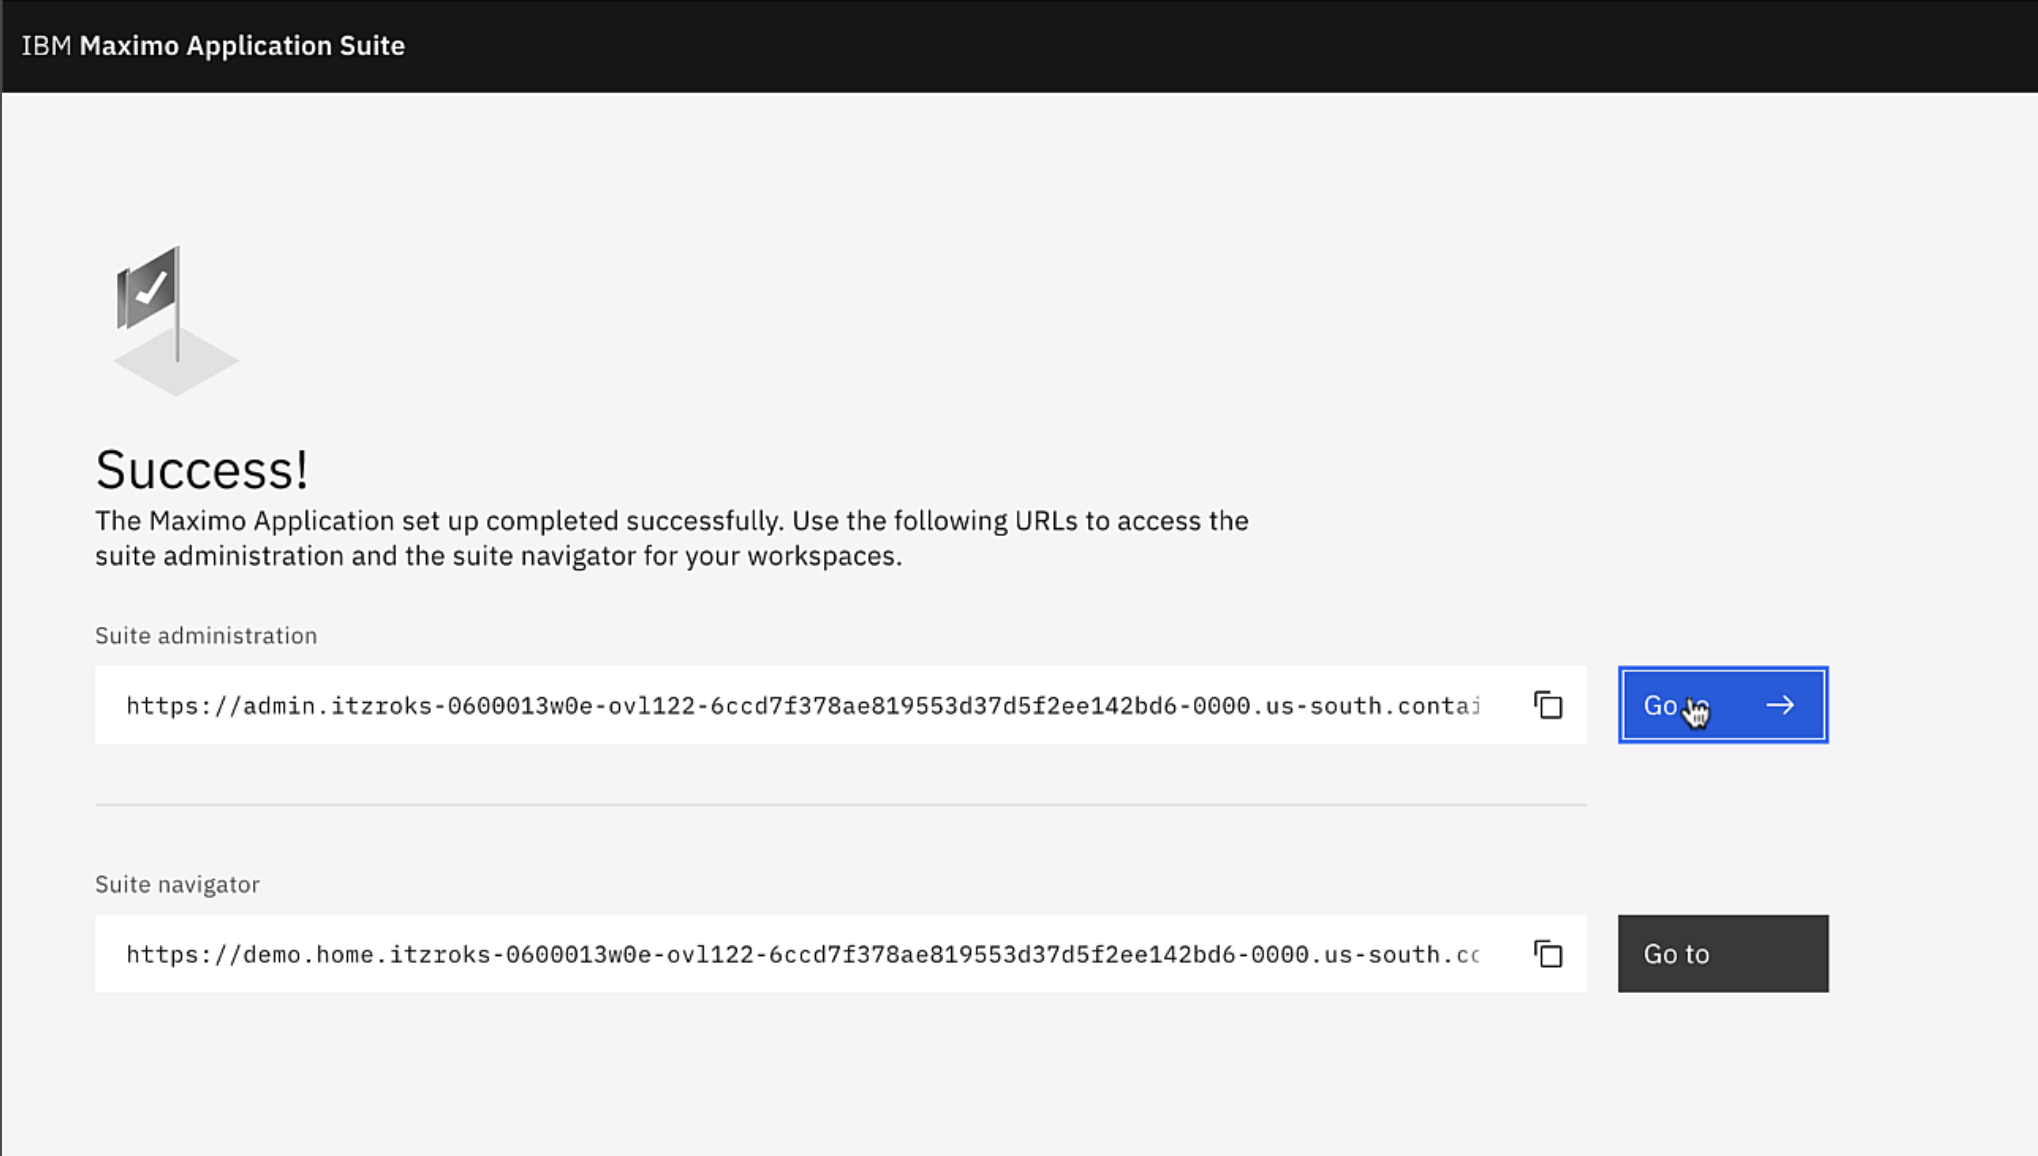 IBM Maximo Application Suite
Success!
The Maximo Application set up completed successfully. Use the following URLs to access the
suite administration and the suite navigator for your workspaces.
Suite administration
https://admin.itzroks-0600013w0e-ovl122-6ccd7f378ae819553d37d5f2ee142bd6-0000.us-south.contai
Go
Suite navigator
https://demo.home.itzroks-0600013w0e-ovl122-6ccd7f378ae819553d37d5f2ee142bd6-0000.us-south.co
Go to